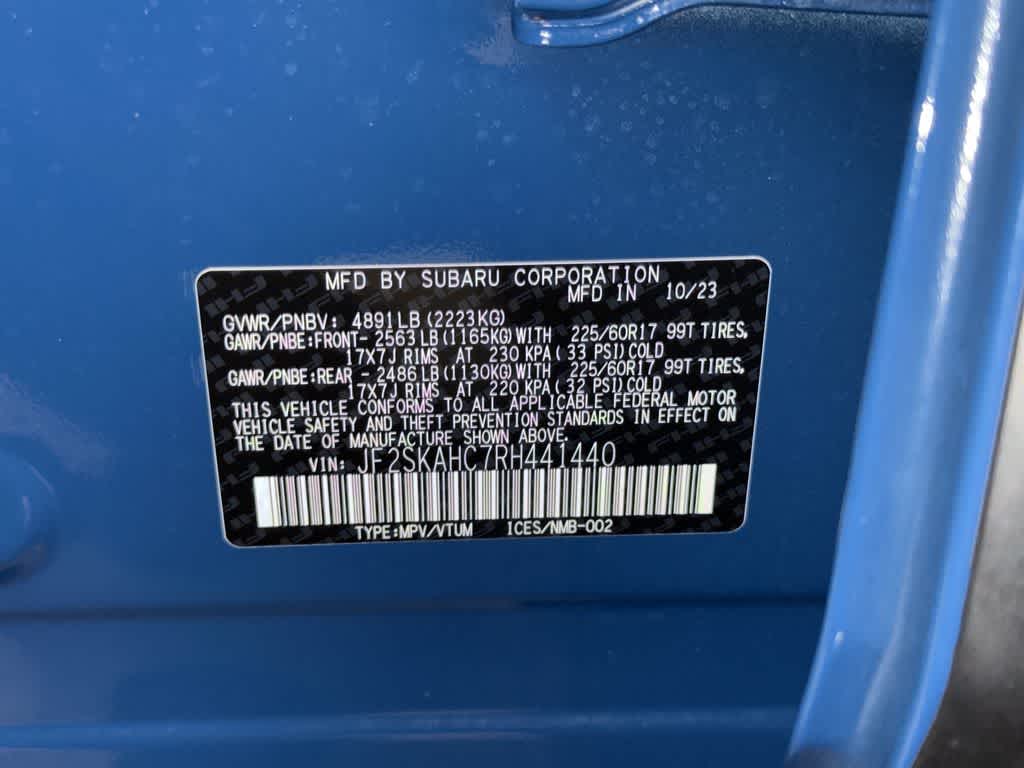 MFD BY SUBARU CORPORATION
MFD IN 10/23
GVWR/PNBV: 4891LB (2223KG)
GAWR/PNBE:FRONT- 2563LB (1165KG)WITH 225/60R17 99T TIRES,
17X7J RIMS AT 230 KPA( 33 PSI)COLD
GAWR/PNBE:REAR - 2486LB (1130KG)WITH 225/60R17 99T TIRES,
17X7J RIMS AT 220 KPA( 32 PSI)COLD
THIS VEHICLE CONFORMS TO ALL APPLICABLE FEDERAL MOTOR
VEHICLE SAFETY AND THEFT PREVENTION STANDARDS IN EFFECT ON
THE DATE OF MANUFACTURE SHOWN ABOVE.
VIN: JF2SKAHC7RH441440
TYPE:MPV/VTUM ICES/NMB-002